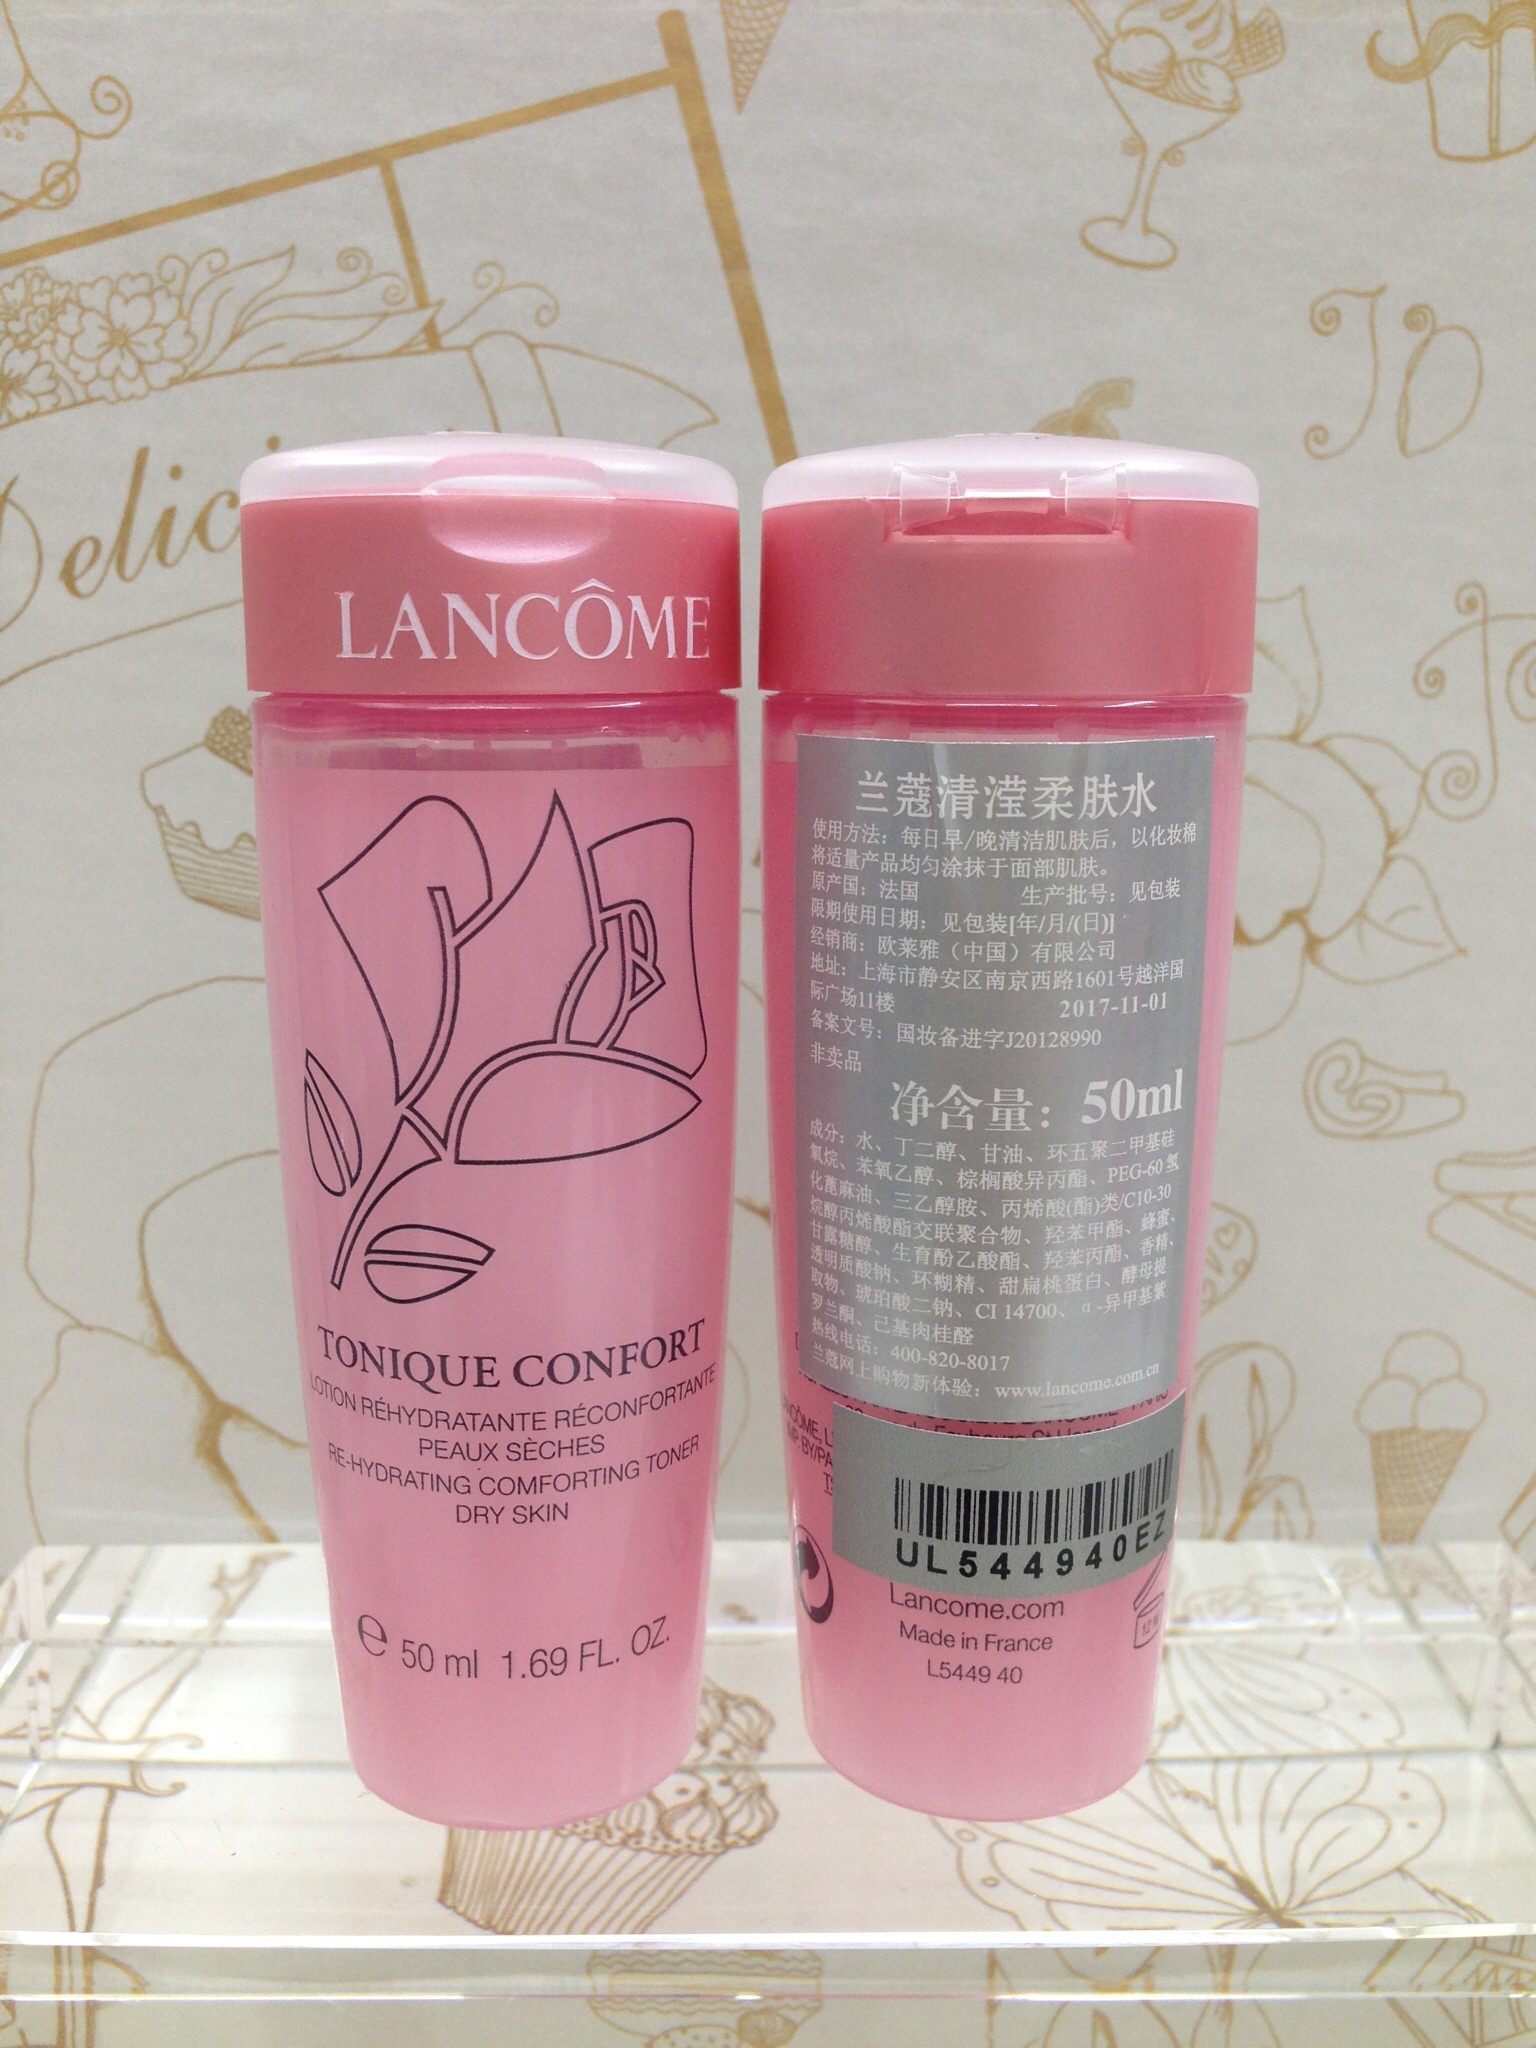 Delici
LANCÔME
TONIQUE CONFORT
LOTION RÉHYDRATANTE RÉCONFORTANTE
PEAUX SÈCHES
RE-HYDRATING COMFORTING TONER
DRY SKIN
℮ 50 ml 1.69 FL. OZ.
兰蔻清滢柔肤水
使用方法：每日早/晚清洁肌肤后，以化妆棉
将适量产品均匀涂抹于面部肌肤。
原产国：法国 生产批号：见包装
限期使用日期：见包装[年/月/(日)]
经销商：欧莱雅（中国）有限公司
地址：上海市静安区南京西路1601号越洋国
际广场11楼 2017-11-01
备案文号：国妆备进字J20128990
非卖品
净含量：50ml
成分：水、丁二醇、甘油、环五聚二甲基硅
氧烷、苯氧乙醇、棕榈酸异丙酯、PEG-60氢
化蓖麻油、三乙醇胺、丙烯酸(酯)类/C10-30
烷醇丙烯酸酯交联聚合物、羟苯甲酯、蜂蜜、
甘露糖醇、生育酚乙酸酯、羟苯丙酯、香精、
透明质酸钠、环糊精、甜扁桃蛋白、酵母提
取物、琥珀酸二钠、CI 14700、α-异甲基紫
罗兰酮、己基肉桂醛
热线电话：400-820-8017
兰蔻网上购物新体验：www.lancome.com.cn
Faubourg St Honoré
UL544940EZ
Lancome.com
Made in France
L5449 40
12 M